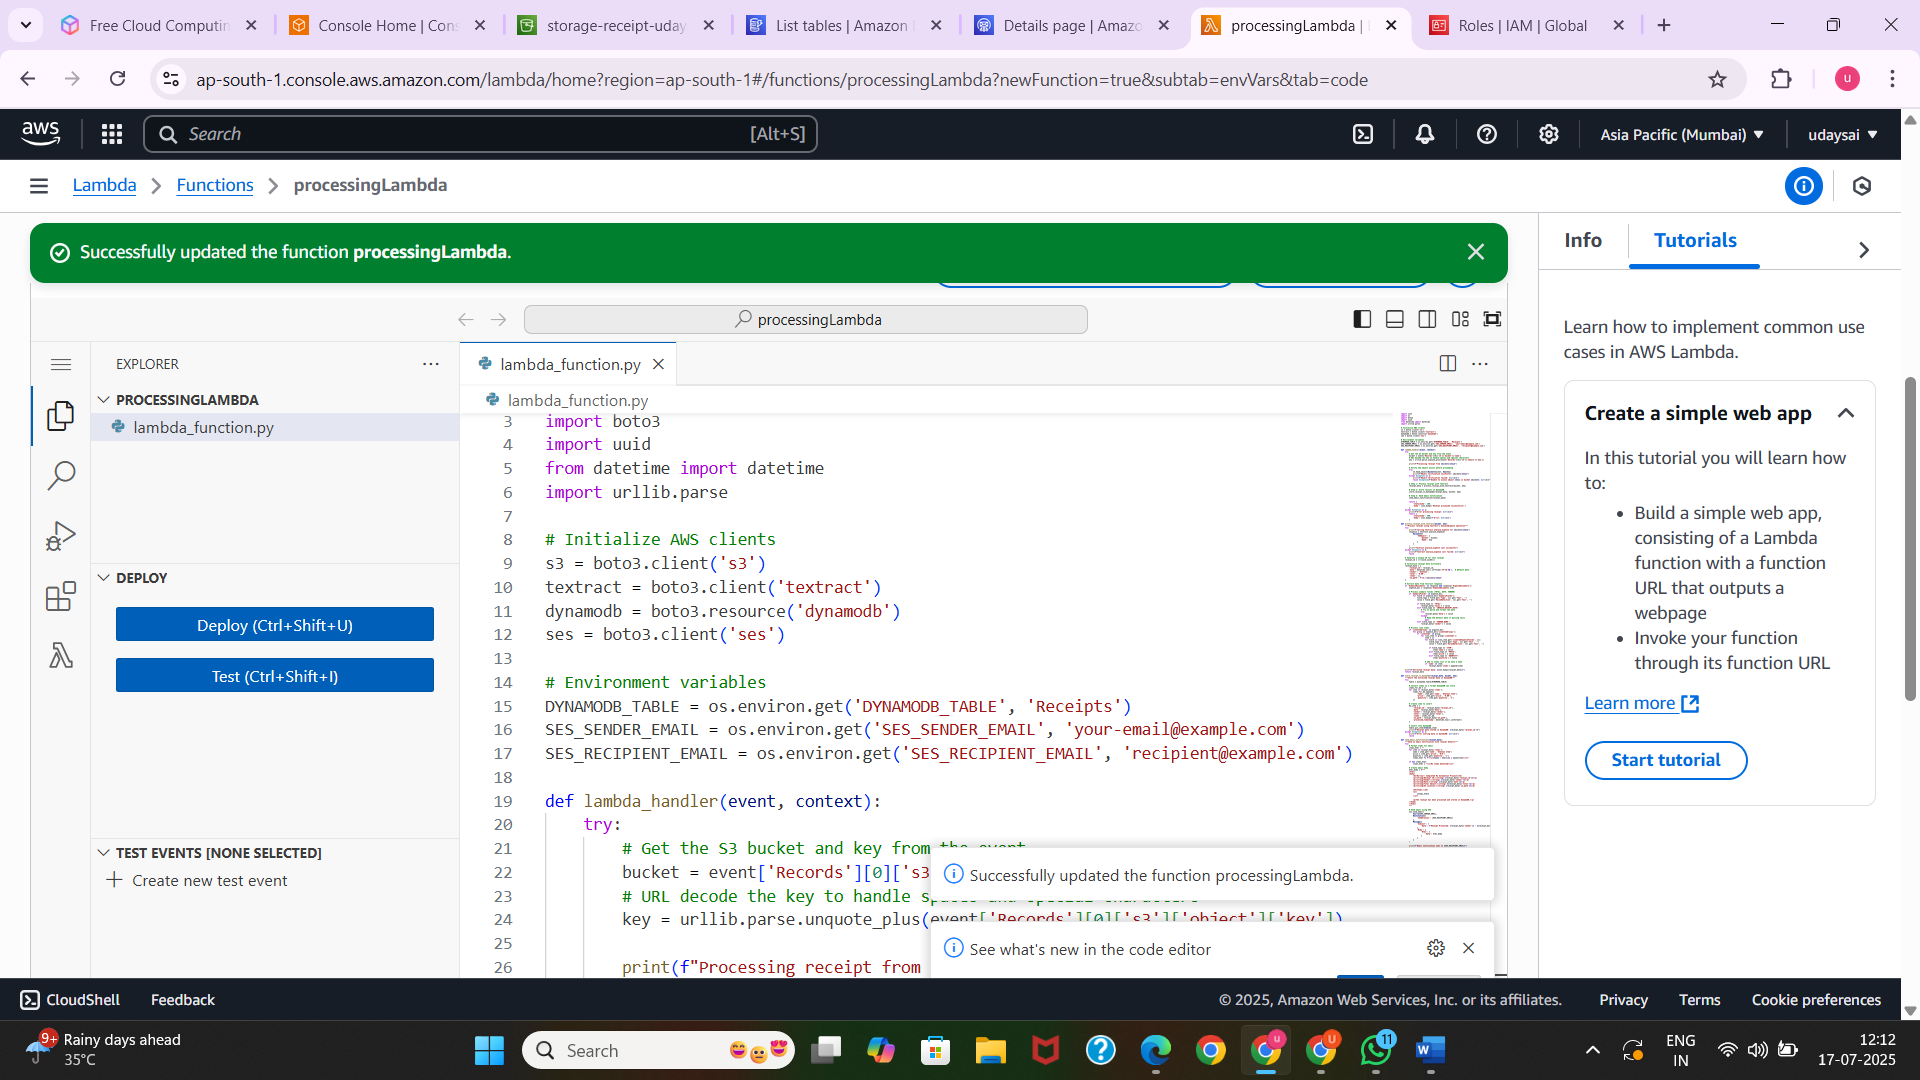 Free Cloud Computin
Console Home | Cons
storage-receipt-uday
List tables | Amazon
Details page | Amazo
processingLambda |
Roles | IAM | Global
ap-south-1.console.aws.amazon.com/lambda/home?region=ap-south-1#/functions/processingLambda?newFunction=true&subtab=envVars&tab=code
u
aws
Search
[Alt+S]
Asia Pacific (Mumbai)
udaysai
Lambda
Functions
processingLambda
Successfully updated the function processingLambda.
Info
Tutorials
processingLambda
EXPLORER
PROCESSINGLAMBDA
lambda_function.py
DEPLOY
Deploy (Ctrl+Shift+U)
Test (Ctrl+Shift+I)
TEST EVENTS [NONE SELECTED]
Create new test event
lambda_function.py
lambda_function.py
3 import boto3
4 import uuid
5 from datetime import datetime
6 import urllib.parse
7
8 # Initialize AWS clients
9 s3 = boto3.client('s3')
10 textract = boto3.client('textract')
11 dynamodb = boto3.resource('dynamodb')
12 ses = boto3.client('ses')
13
14 # Environment variables
15 DYNAMODB_TABLE = os.environ.get('DYNAMODB_TABLE', 'Receipts')
16 SES_SENDER_EMAIL = os.environ.get('SES_SENDER_EMAIL', 'your-email@example.com')
17 SES_RECIPIENT_EMAIL = os.environ.get('SES_RECIPIENT_EMAIL', 'recipient@example.com')
18
19 def lambda_handler(event, context):
20 try:
21 # Get the S3 bucket and key from the event
22 bucket = event['Records'][0]['s3
23 # URL decode the key to handle spaces and special characters
24 key = urllib.parse.unquote_plus(event['Records'][0]['s3']['object']['key'])
25
26 print(f"Processing receipt from
Successfully updated the function processingLambda.
See what's new in the code editor
Learn how to implement common use
cases in AWS Lambda.
Create a simple web app
In this tutorial you will learn how
to:
• Build a simple web app,
consisting of a Lambda
function with a function
URL that outputs a
webpage
• Invoke your function
through its function URL
Learn more
Start tutorial
CloudShell
Feedback
© 2025, Amazon Web Services, Inc. or its affiliates.
Privacy
Terms
Cookie preferences
9+
Rainy days ahead
35°C
Search
11
ENG
IN
12:12
17-07-2025